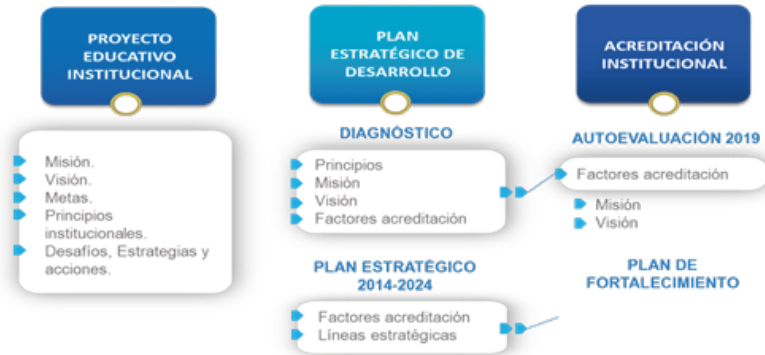 PROYECTO
EDUCATIVO
INSTITUCIONAL
Misión.
Visión.
Metas.
Principios
institucionales.
Desafíos, Estrategias y
acciones.
PLAN
ESTRATÉGICO DE
DESARROLLO
DIAGNÓSTICO
Principios
Misión
Visión
Factores acreditación
PLAN ESTRATÉGICO
2014-2024
Factores acreditación
Líneas estratégicas
ACREDITACIÓN
INSTITUCIONAL
AUTOEVALUACIÓN 2019
Factores acreditación
Misión
Visión
PLAN DE
FORTALECIMIENTO